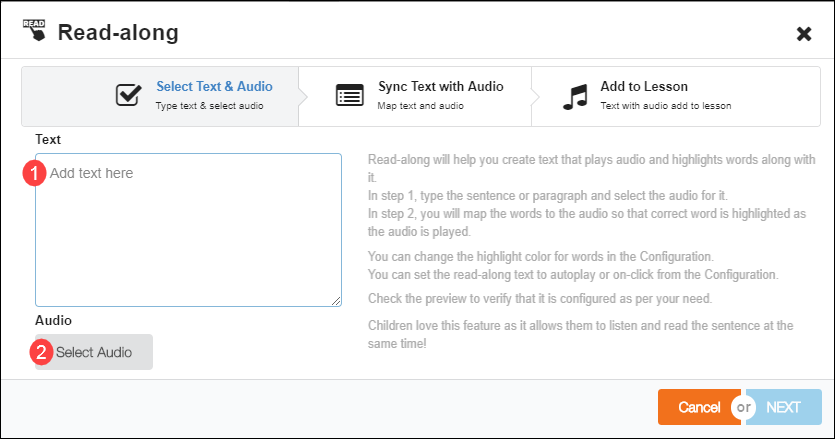 READ
Read-along
Select Text & Audio
Type text & select audio
Sync Text with Audio
Map text and audio
Add to Lesson
Text with audio add to lesson
Text
1
Add text here
Read-along will help you create text that plays audio and highlights words along with
it.
In step 1, type the sentence or paragraph and select the audio for it.
In step 2, you will map the words to the audio so that correct word is highlighted as
the audio is played.
You can change the highlight color for words in the Configuration.
You can set the read-along text to autoplay or on-click from the Configuration.
Check the preview to verify that it is configured as per your need.
Children love this feature as it allows them to listen and read the sentence at the
same time!
Audio
2
Select Audio
Cancel or NEXT